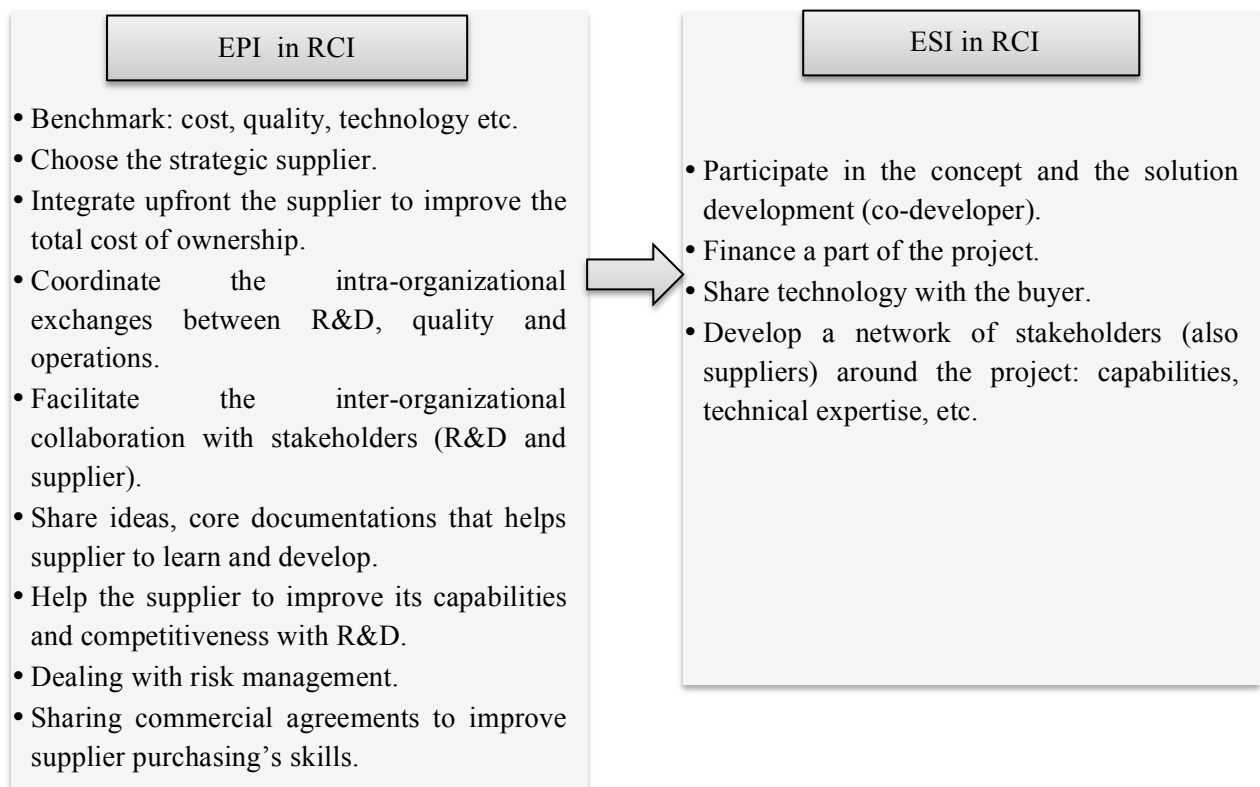 EPI in RCI
• Benchmark: cost, quality, technology etc.
• Choose the strategic supplier.
• Integrate upfront the supplier to improve the
total cost of ownership.
• Coordinate the intra-organizational
exchanges between R&D, quality and
operations.
• Facilitate the inter-organizational
collaboration with stakeholders (R&D and
supplier).
• Share ideas, core documentations that helps
supplier to learn and develop.
• Help the supplier to improve its capabilities
and competitiveness with R&D.
• Dealing with risk management.
• Sharing commercial agreements to improve
supplier purchasing’s skills.
ESI in RCI
• Participate in the concept and the solution
development (co-developer).
• Finance a part of the project.
• Share technology with the buyer.
• Develop a network of stakeholders (also
suppliers) around the project: capabilities,
technical expertise, etc.